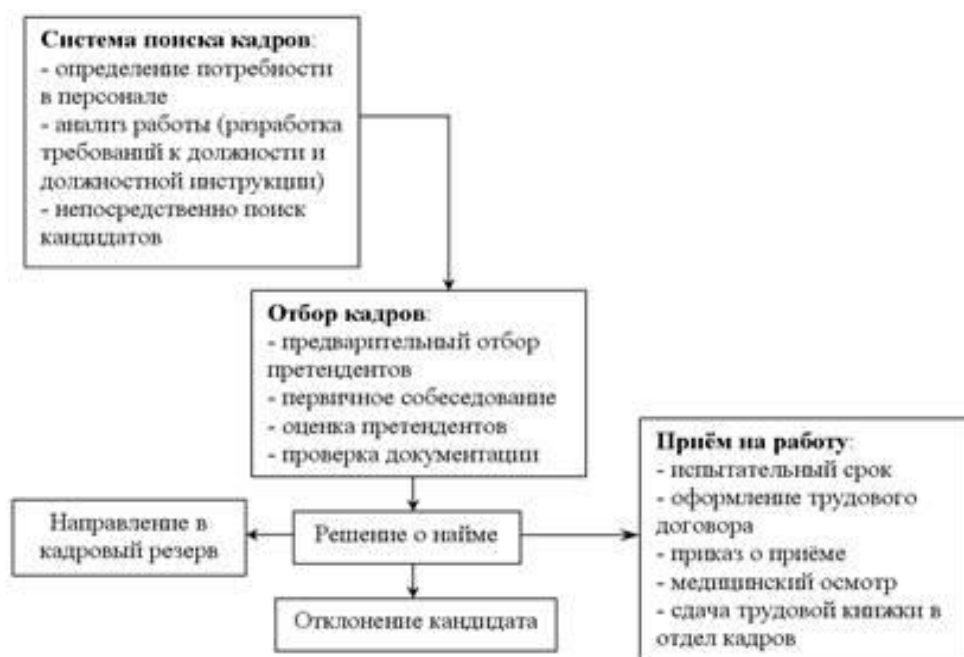 Система поиска кадров:
- определение потребности
в персонале
- анализ работы (разработка
требований к должности и
должностной инструкции)
- непосредственно поиск
кандидатов
Отбор кадров:
- предварительный отбор
претендентов
- первичное собеседование
- оценка претендентов
- проверка документации
Направление в
кадровый резерв
Решение о найме
Отклонение кандидата
Приём на работу:
- испытательный срок
- оформление трудового
договора
- приказ о приёме
- медицинский осмотр
- сдача трудовой книжки в
отдел кадров